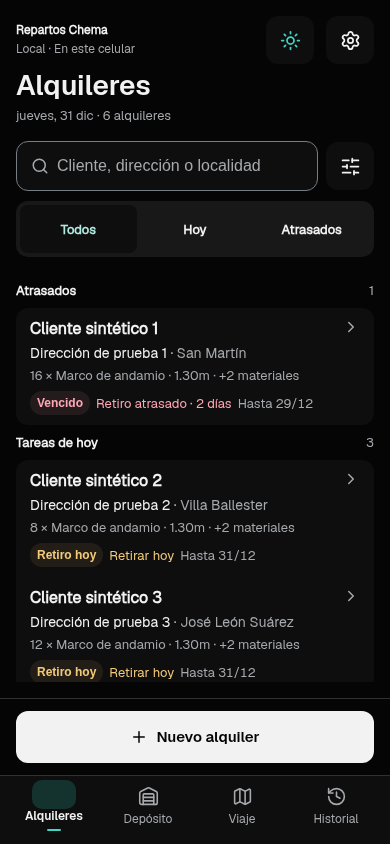 Repartos Chema
Local · En este celular
Alquileres
jueves, 31 dic · 6 alquileres
Cliente, dirección o localidad
Todos
Hoy
Atrasados
Atrasados 1
Cliente sintético 1
Dirección de prueba 1 · San Martín
16 × Marco de andamio · 1.30m · +2 materiales
Vencido Retiro atrasado · 2 días Hasta 29/12
Tareas de hoy 3
Cliente sintético 2
Dirección de prueba 2 · Villa Ballester
8 × Marco de andamio · 1.30m · +2 materiales
Retiro hoy Retirar hoy Hasta 31/12
Cliente sintético 3
Dirección de prueba 3 · José León Suárez
12 × Marco de andamio · 1.30m · +2 materiales
Retiro hoy Retirar hoy Hasta 31/12
Nuevo alquiler
Alquileres
Depósito
Viaje
Historial